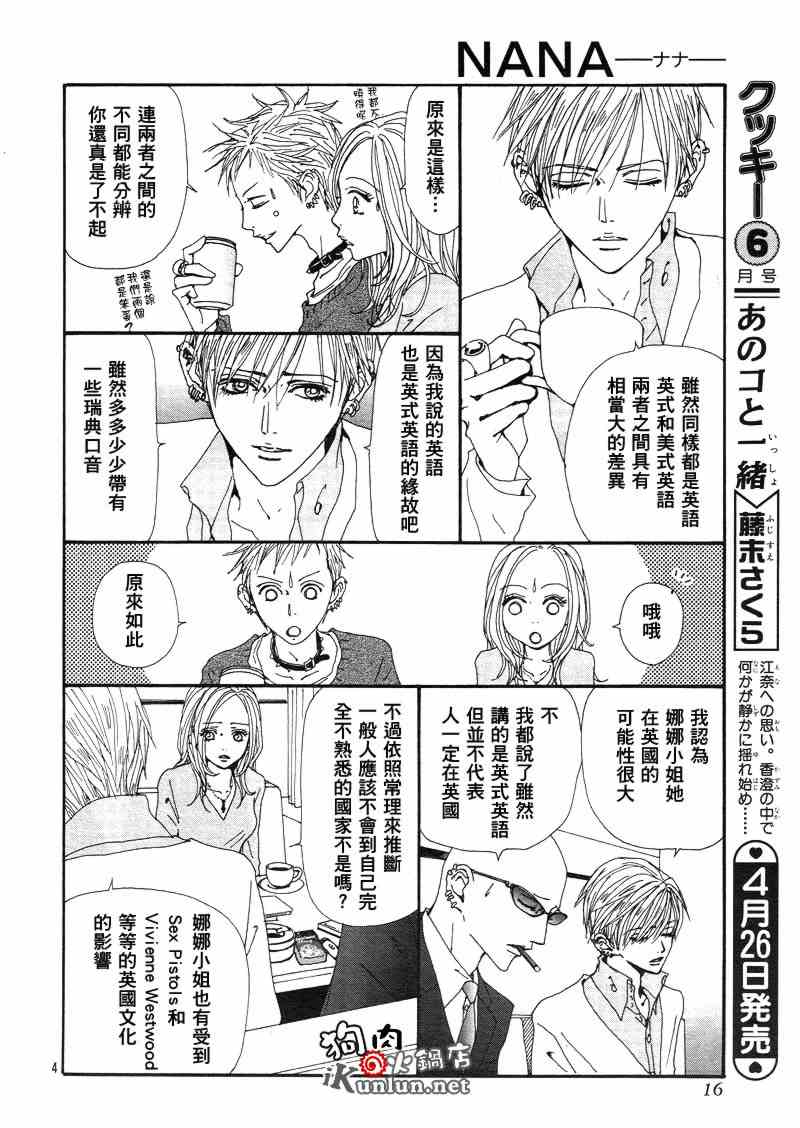 NANA―ナナ―
雖然同樣都是英語
英式和美式英語
兩者之間具有
相當大的差異
原來是這樣…
我都不
曉得呢
連兩者之間的
不同都能分辨
你還真是了不起
還是說
我們兩個
都是笨蛋?
因為我說的英語
也是英式英語的緣故吧
雖然多多少少帶有
一些瑞典口音
哦哦
原來如此
我認為
娜娜小姐她
在英國的
可能性很大
不
我都說了雖然
講的是英式英語
但並不代表
人一定在英國
不過依照常理來推斷
一般人應該不會到自己完
全不熟悉的國家不是嗎?
娜娜小姐也有受到
Sex Pistols 和
Vivienne Westwood
等等的英國文化
的影響
クッキー6月号
あのコと一緒
いっしょ
藤末さくら
ふじすえ
江奈への思い。香澄の中で
何かが静かに揺れ始め……
4月26日発売
狗肉
火鍋店
iKunlun.net
4
16